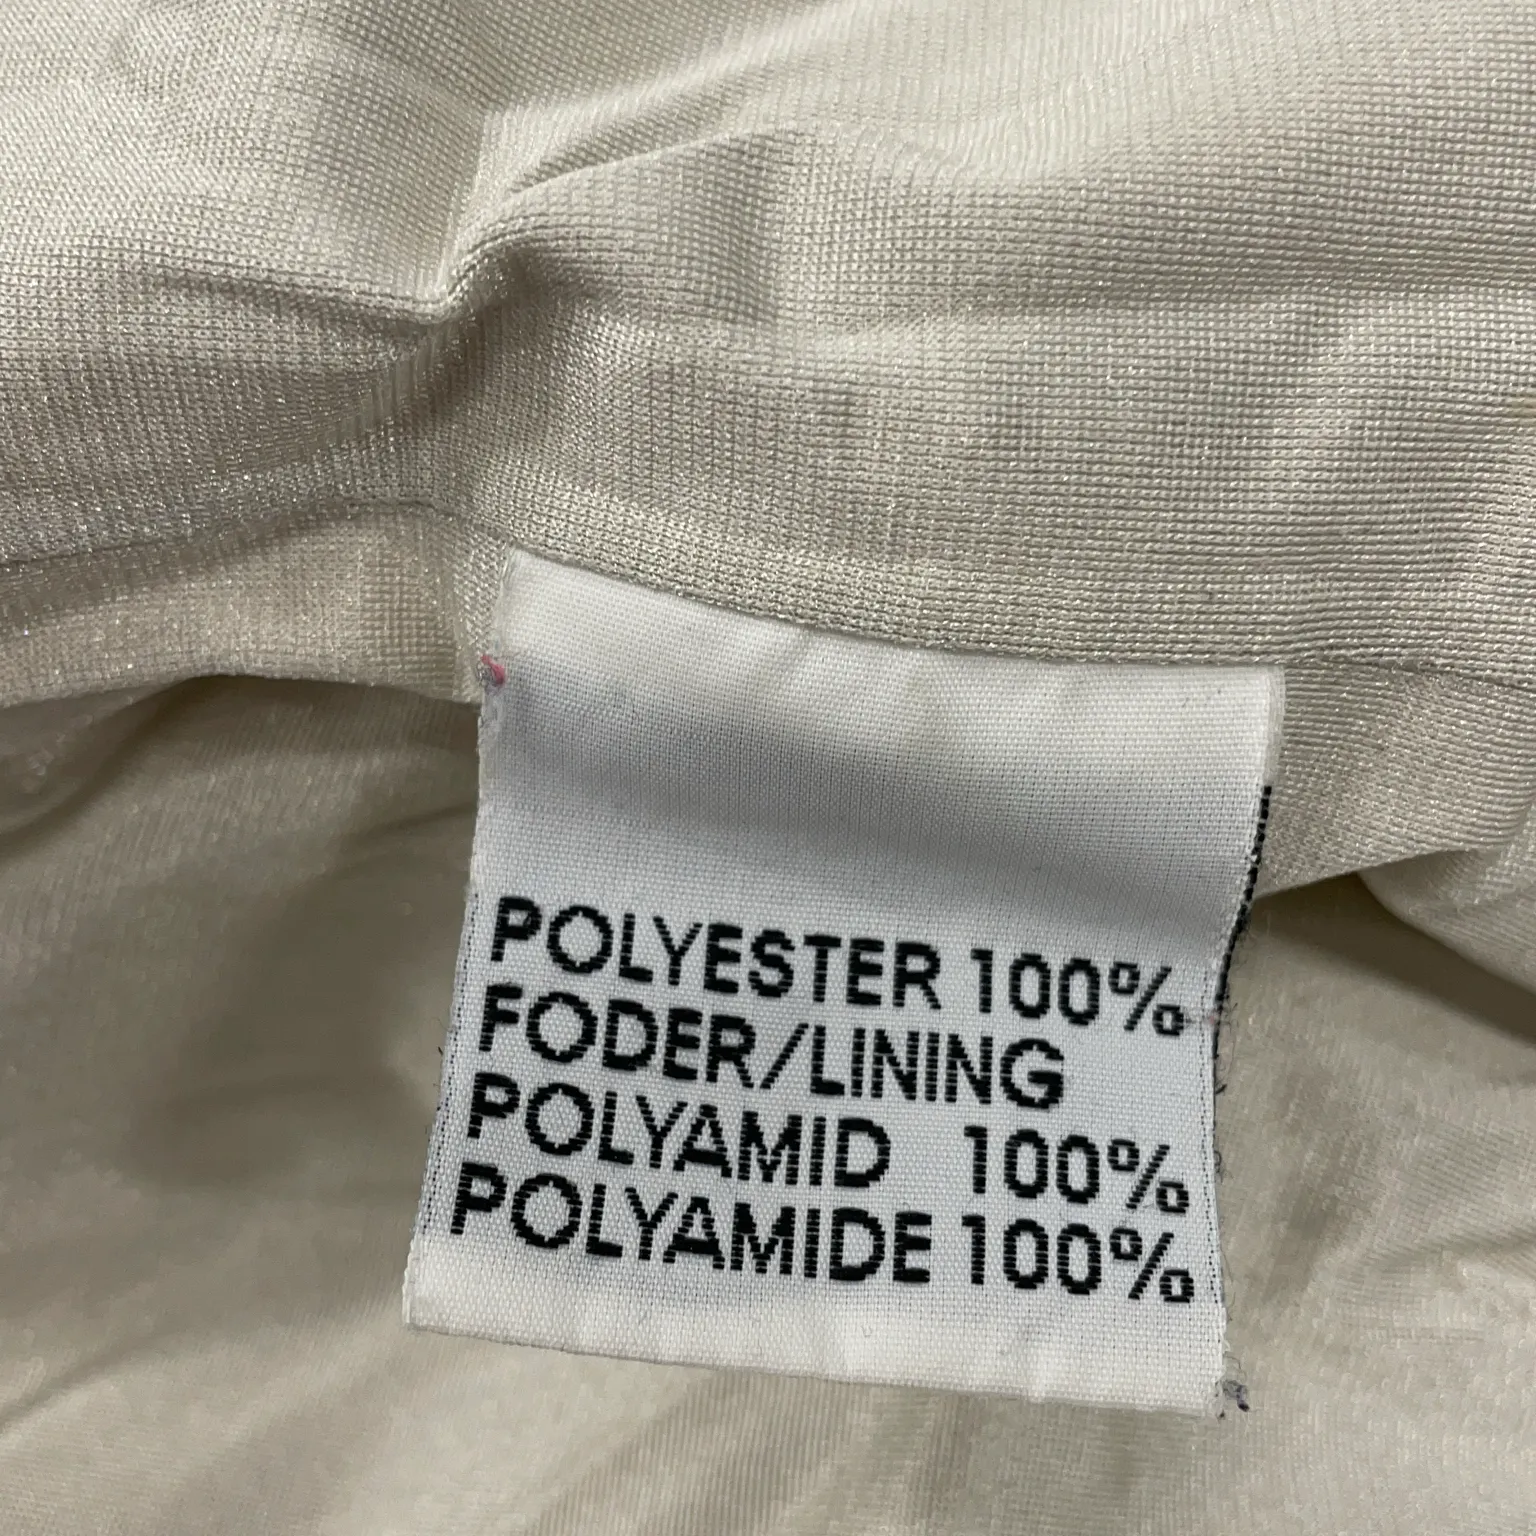 POLYESTER 100%
FODER/LINING
POLYAMID 100%
POLYAMIDE 100%